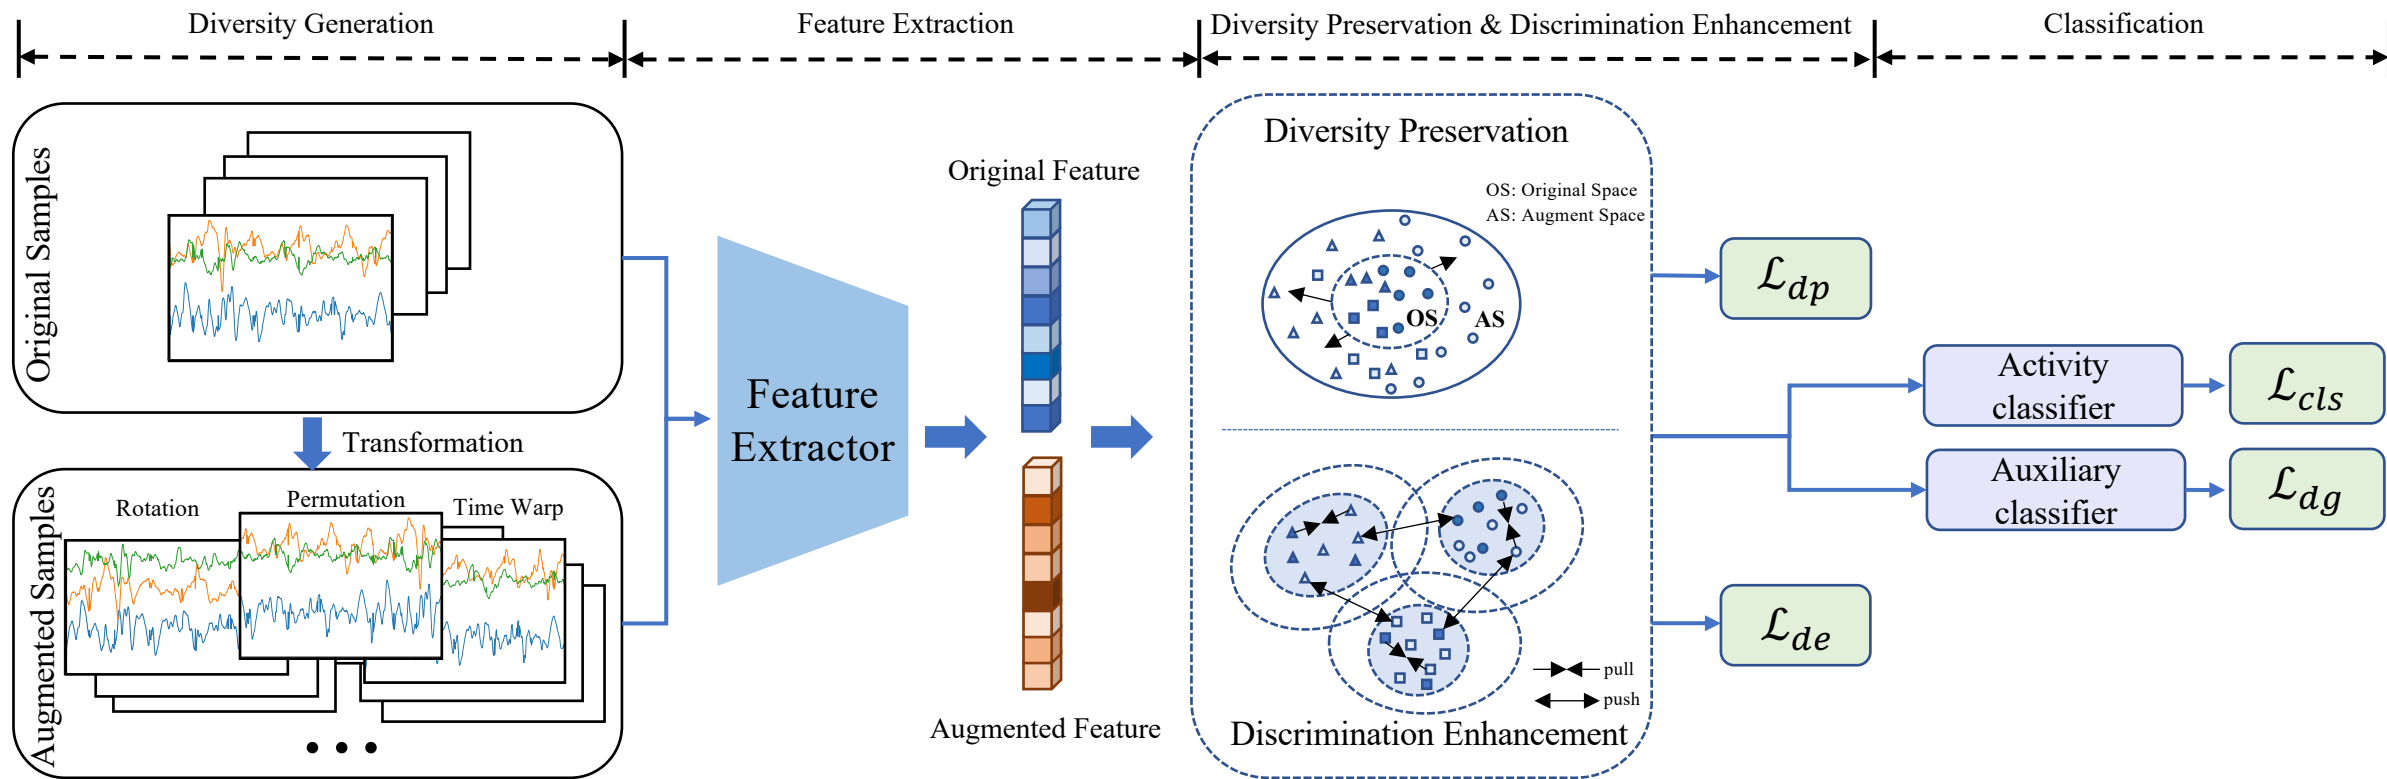 Diversity Generation
Feature Extraction
Diversity Preservation & Discrimination Enhancement
Classification
Original Samples
Transformation
Augmented Samples
Rotation
Permutation
Time Warp
Feature
Extractor
Original Feature
Augmented Feature
Diversity Preservation
OS: Original Space
AS: Augment Space
OS
AS
pull
push
Discrimination Enhancement
ℒdp
Activity
classifier
ℒcls
Auxiliary
classifier
ℒdg
ℒde